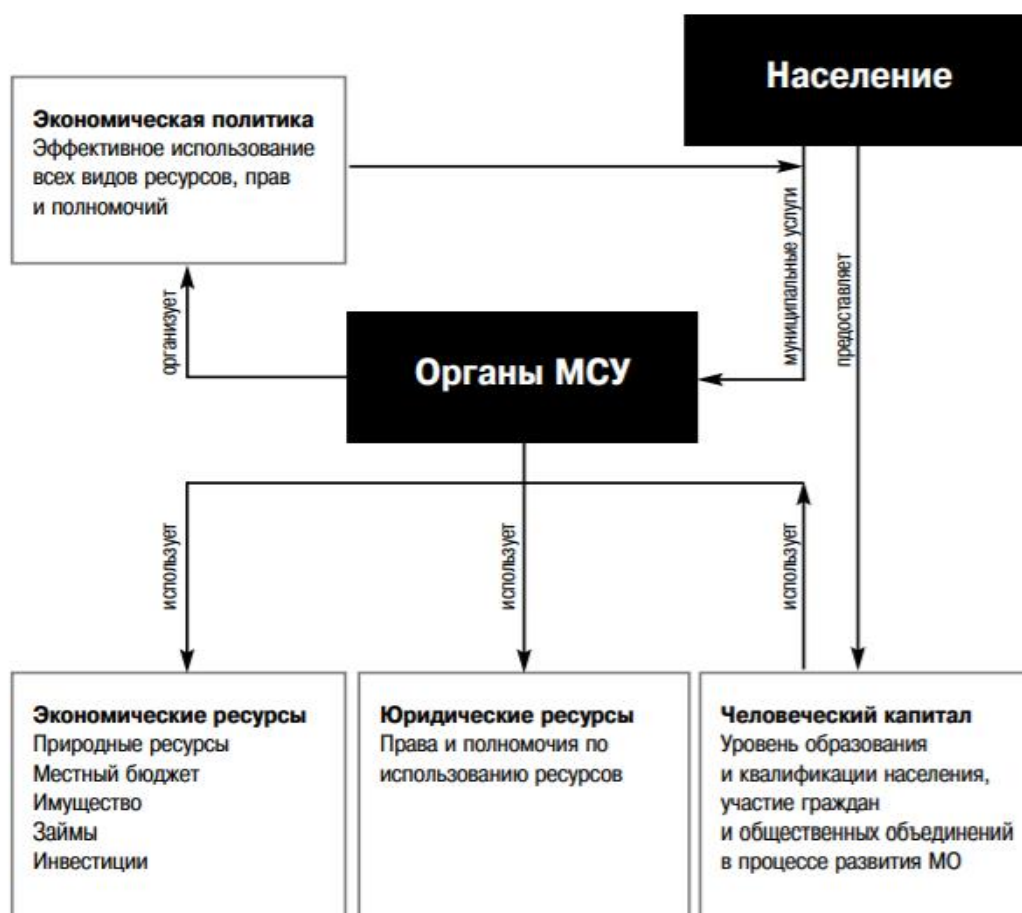 Население
Экономическая политика
Эффективное использование
всех видов ресурсов, прав
и полномочий
организует
муниципальные услуги
предоставляет
Органы МСУ
использует
использует
использует
Экономические ресурсы
Природные ресурсы
Местный бюджет
Имущество
Займы
Инвестиции
Юридические ресурсы
Права и полномочия по
использованию ресурсов
Человеческий капитал
Уровень образования
и квалификации населения,
участие граждан
и общественных объединений
в процессе развития МО